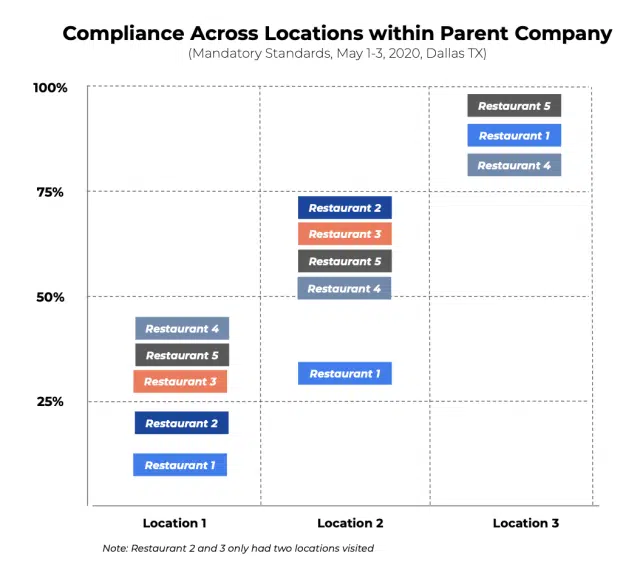 Compliance Across Locations within Parent Company
(Mandatory Standards, May 1-3, 2020, Dallas TX)
100%
Restaurant 5
Restaurant 1
Restaurant 4
75%
Restaurant 2
Restaurant 3
Restaurant 5
Restaurant 4
50%
Restaurant 4
Restaurant 5
Restaurant 3
Restaurant 1
25%
Restaurant 2
Restaurant 1
Location 1
Location 2
Location 3
Note: Restaurant 2 and 3 only had two locations visited